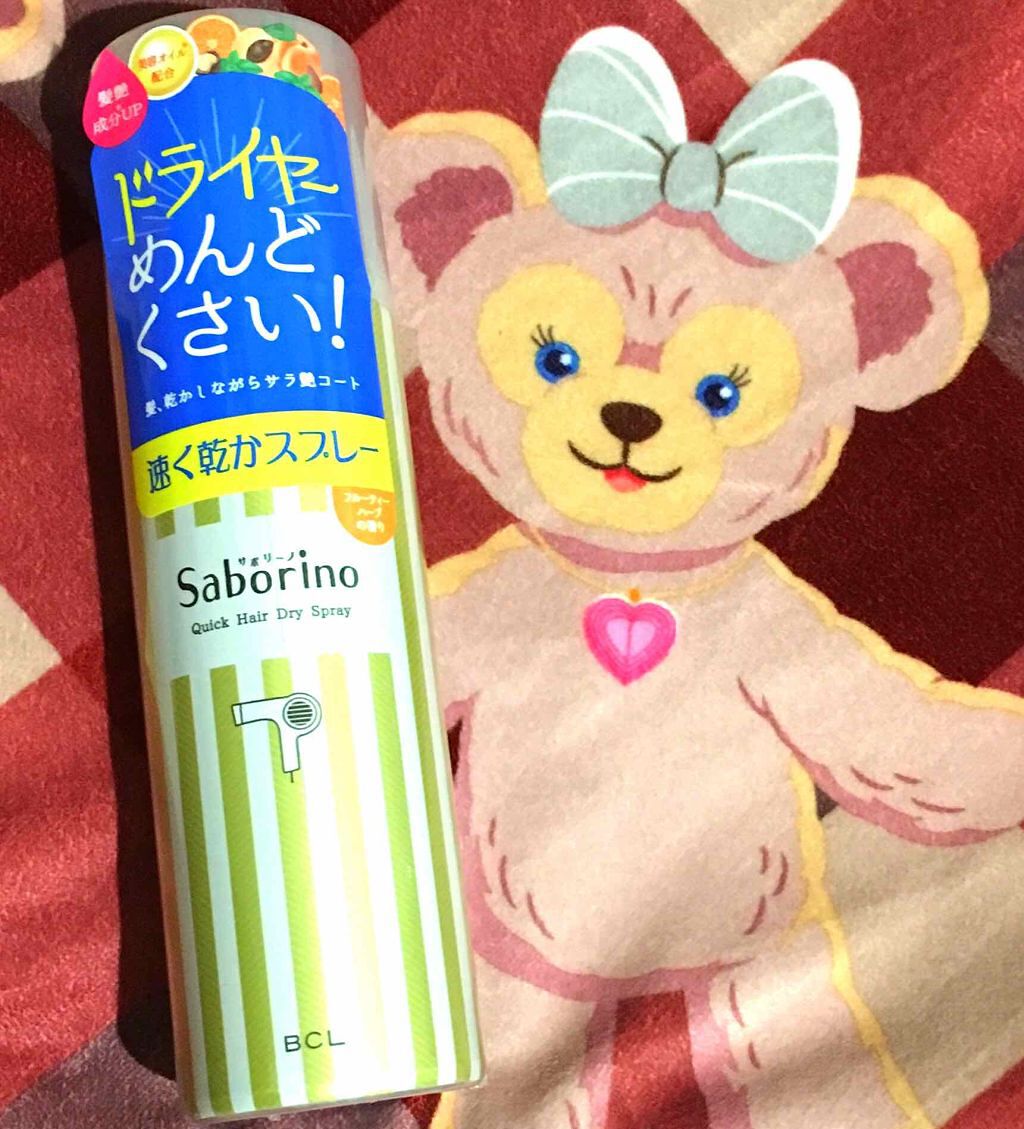 美容オイル*
配合
髪艶*
成分UP
ドライヤー
めんど
くさい!
髪、乾かしながらサラ艶コート
速く乾かスプレー
フルーティー
ハーブ
の香り
サボリーノ
Saborino
Quick Hair Dry Spray
BCL